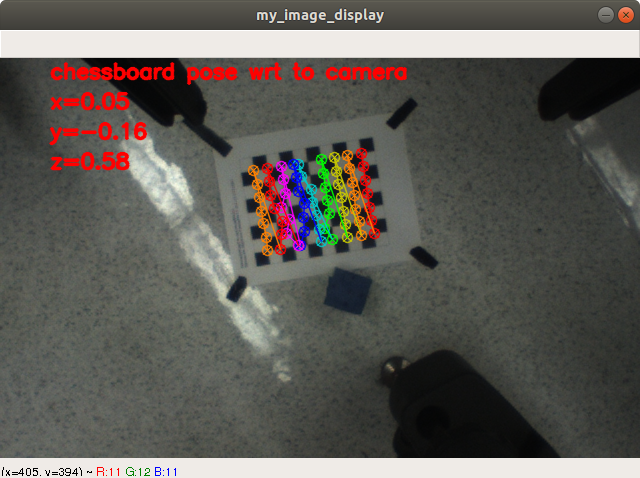 my_image_display
chessboard pose wrt to camera
x=0.05
y=-0.16
z=0.58
(x=405, y=394) ~ R:11 G:12 B:11